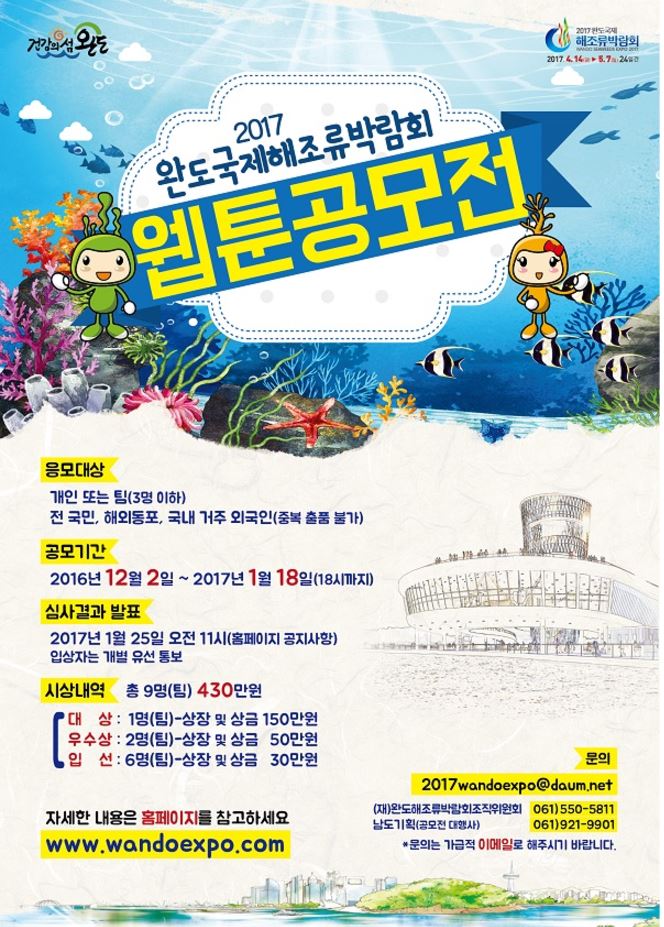 건강의 섬 완도
2017완도국제
해조류박람회
WANDO SEAWEEDS EXPO 2017
2017. 4. 14(금) ▶ 5. 7(일) 24일간
2017
완도국제해조류박람회
웹툰공모전
응모대상
개인 또는 팀(3명 이하)
전 국민, 해외동포, 국내 거주 외국인(중복 출품 불가)
공모기간
2016년 12월 2일 ~ 2017년 1월 18일(18시까지)
심사결과 발표
2017년 1월 25일 오전 11시(홈페이지 공지사항)
입상자는 개별 유선 통보
시상내역 총 9명(팀) 430만원
대 상 : 1명(팀)-상장 및 상금 150만원
우수상 : 2명(팀)-상장 및 상금 50만원
입 선 : 6명(팀)-상장 및 상금 30만원
자세한 내용은 홈페이지를 참고하세요
www.wandoexpo.com
문의
2017wandoexpo@daum.net
(재)완도해조류박람회조직위원회 061)550-5811
남도기획(공모전 대행사) 061)921-9901
*문의는 가급적 이메일로 해주시기 바랍니다.